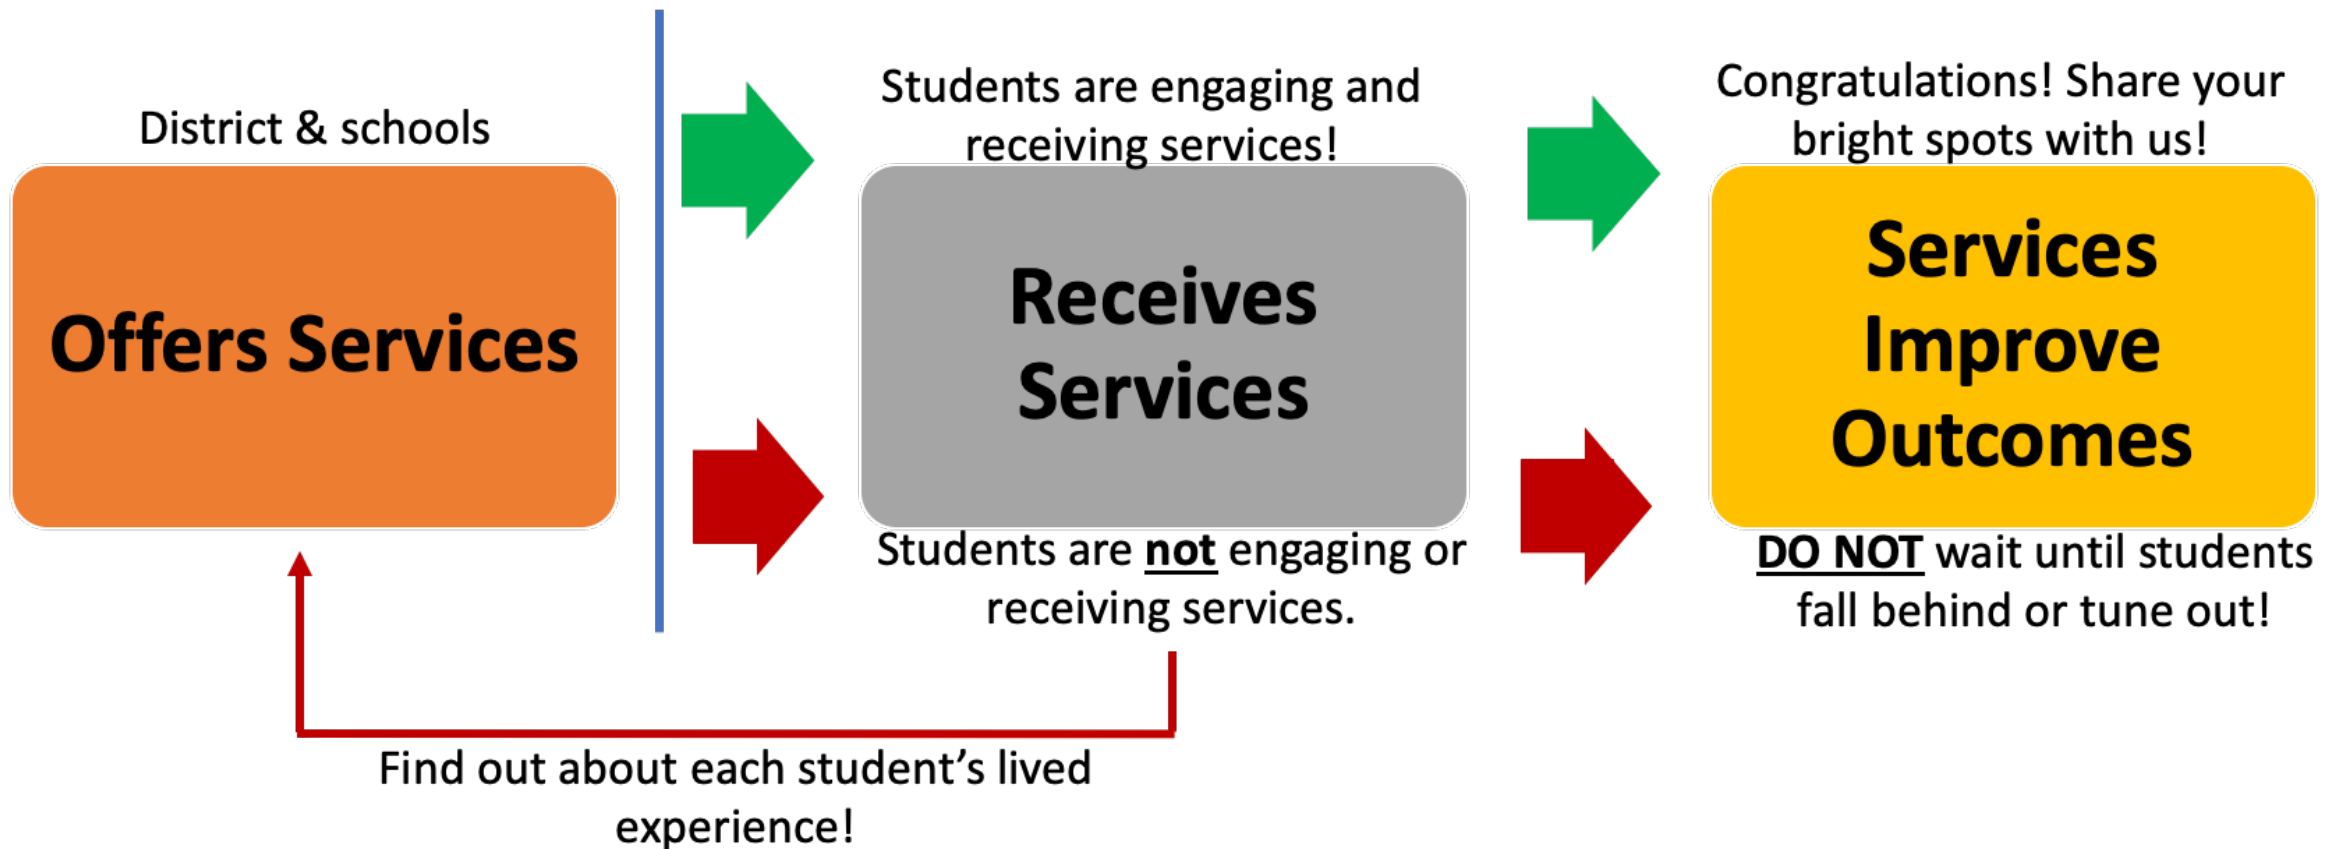 District & schools
Offers Services
Students are engaging and
receiving services!
Receives
Services
Students are not engaging or
receiving services.
Congratulations! Share your
bright spots with us!
Services
Improve
Outcomes
DO NOT wait until students
fall behind or tune out!
Find out about each student’s lived
experience!